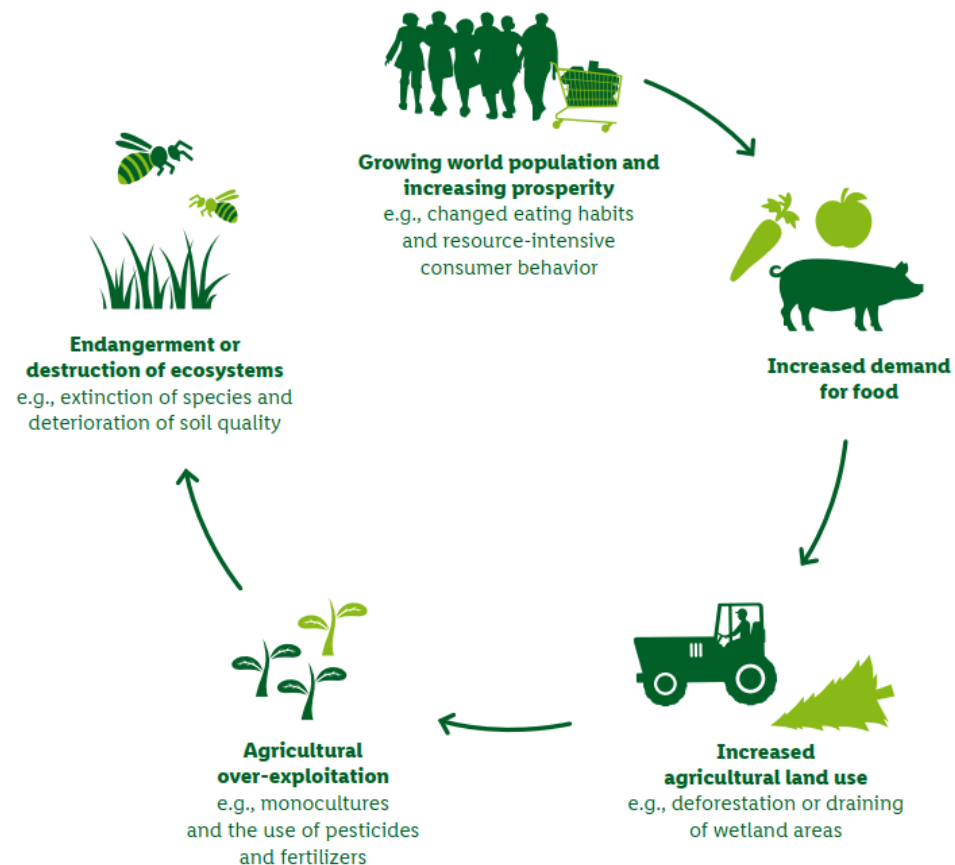 Growing world population and
increasing prosperity
e.g., changed eating habits
and resource-intensive
consumer behavior
Increased demand
for food
Increased
agricultural land use
e.g., deforestation or draining
of wetland areas
Agricultural
over-exploitation
e.g., monocultures
and the use of pesticides
and fertilizers
Endangerment or
destruction of ecosystems
e.g., extinction of species and
deterioration of soil quality